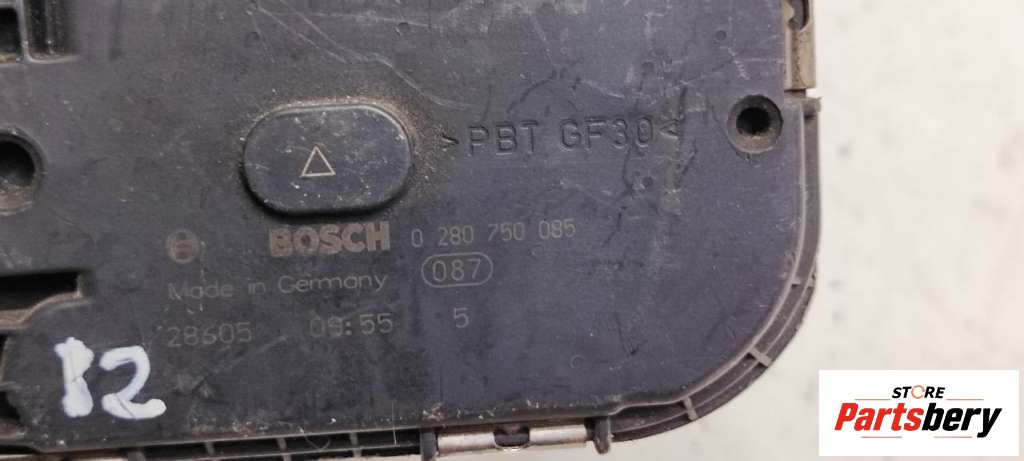 >PBT GF30<
BOSCH 0 280 750 085
Made in Germany 087
28605 09:55 5
12
STORE
Partsbery